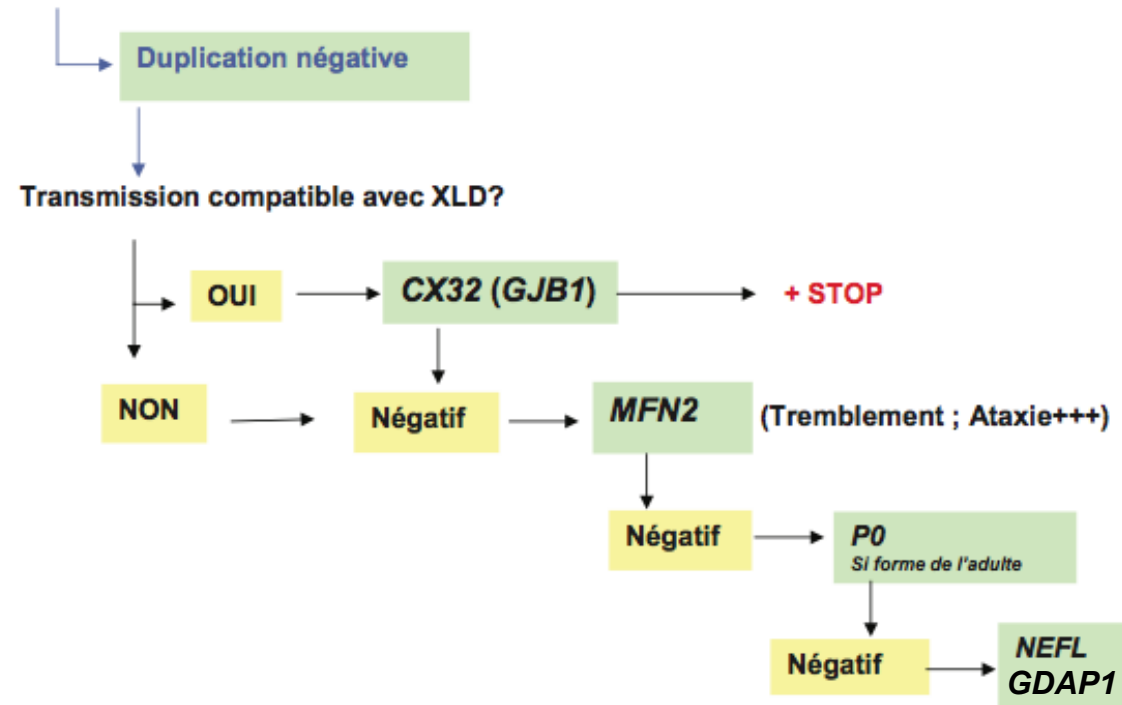 Duplication négative
Transmission compatible avec XLD?
OUI
CX32 (GJB1)
+ STOP
NON
Négatif
MFN2
(Tremblement ; Ataxie+++)
Négatif
P0
Si forme de l'adulte
Négatif
NEFL
GDAP1